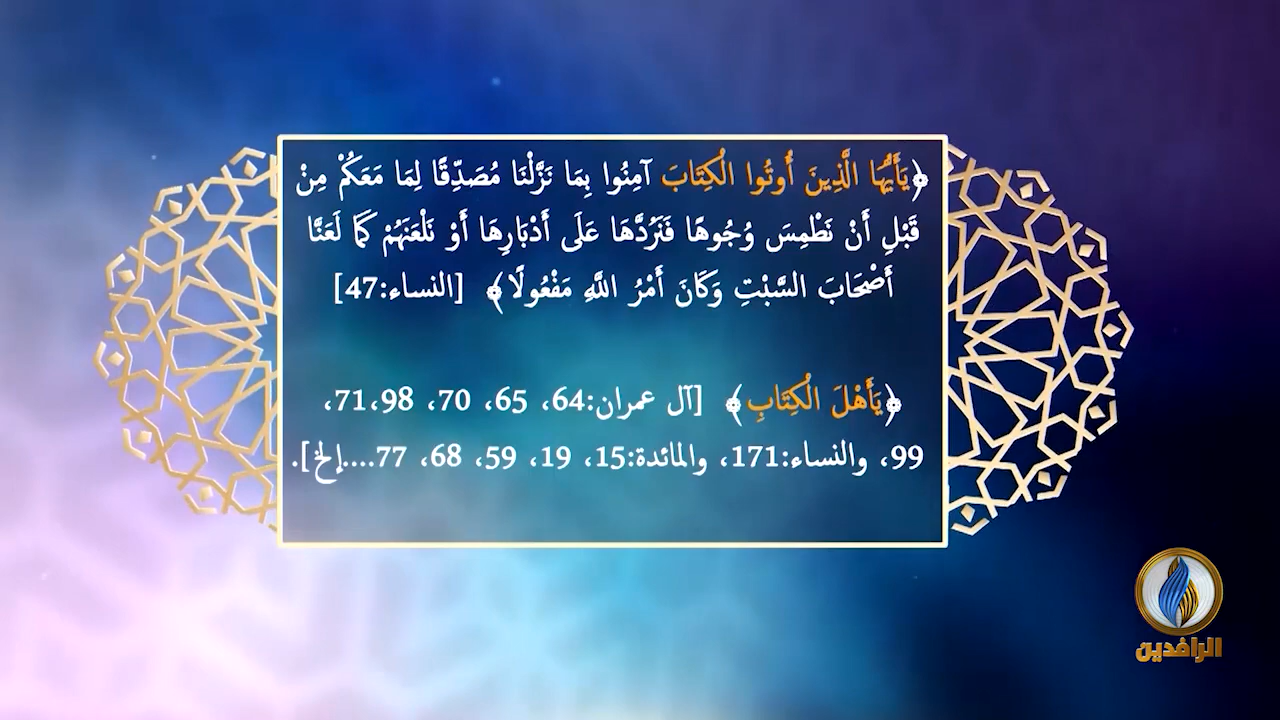 ﴿يَأَيُّهَا الَّذِينَ أُوتُوا الْكِتَابَ آمِنُوا بِمَا نَزَّلْنَا مُصَدِّقًا لِمَا مَعَكُمْ مِنْ
قَبْلِ أَنْ نَطْمِسَ وُجُوهًا فَنَرُدَّهَا عَلَى أَدْبَارِهَا أَوْ نَلْعَنَهُمْ كَمَا لَعَنَّا
أَصْحَابَ السَّبْتِ وَكَانَ أَمْرُ اللَّهِ مَفْعُولًا﴾ [النساء:47]
﴿يَأَهْلَ الْكِتَابِ﴾ [آل عمران:64، 65، 70، 71،98،
99، والنساء:171، والمائدة:15، 19، 59، 68، 77....إلخ].
الرافدين